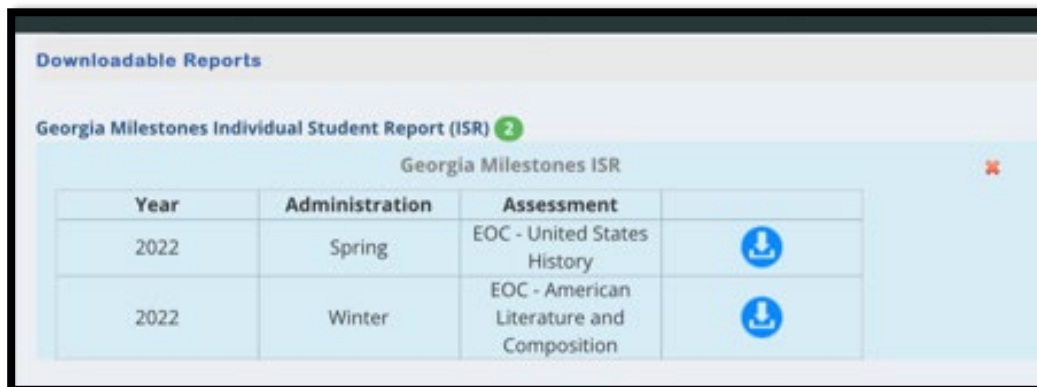 Downloadable Reports
Georgia Milestones Individual Student Report (ISR) 2
Georgia Milestones ISR
Year Administration Assessment
2022 Spring EOC - United States
History
2022 Winter EOC - American
Literature and
Composition